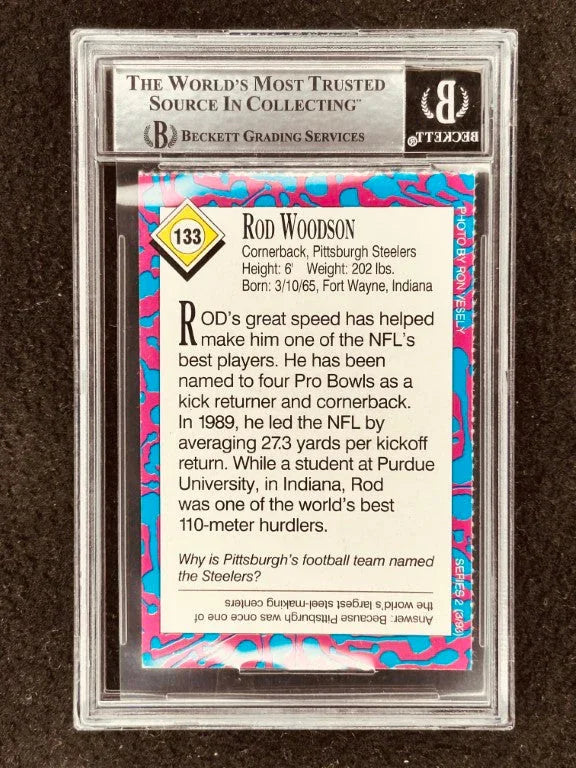 THE WORLD'S MOST TRUSTED
SOURCE IN COLLECTING™
B BECKETT GRADING SERVICES
B
BECKETT®
133
ROD WOODSON
Cornerback, Pittsburgh Steelers
Height: 6' Weight: 202 lbs.
Born: 3/10/65, Fort Wayne, Indiana
ROD's great speed has helped
make him one of the NFL's
best players. He has been
named to four Pro Bowls as a
kick returner and cornerback.
In 1989, he led the NFL by
averaging 27.3 yards per kickoff
return. While a student at Purdue
University, in Indiana, Rod
was one of the world's best
110-meter hurdlers.
Why is Pittsburgh's football team named
the Steelers?
Answer: Because Pittsburgh was once one of
the world's largest steel-making centers
PHOTO BY RON VESELY
SERIES 2 (3/93)